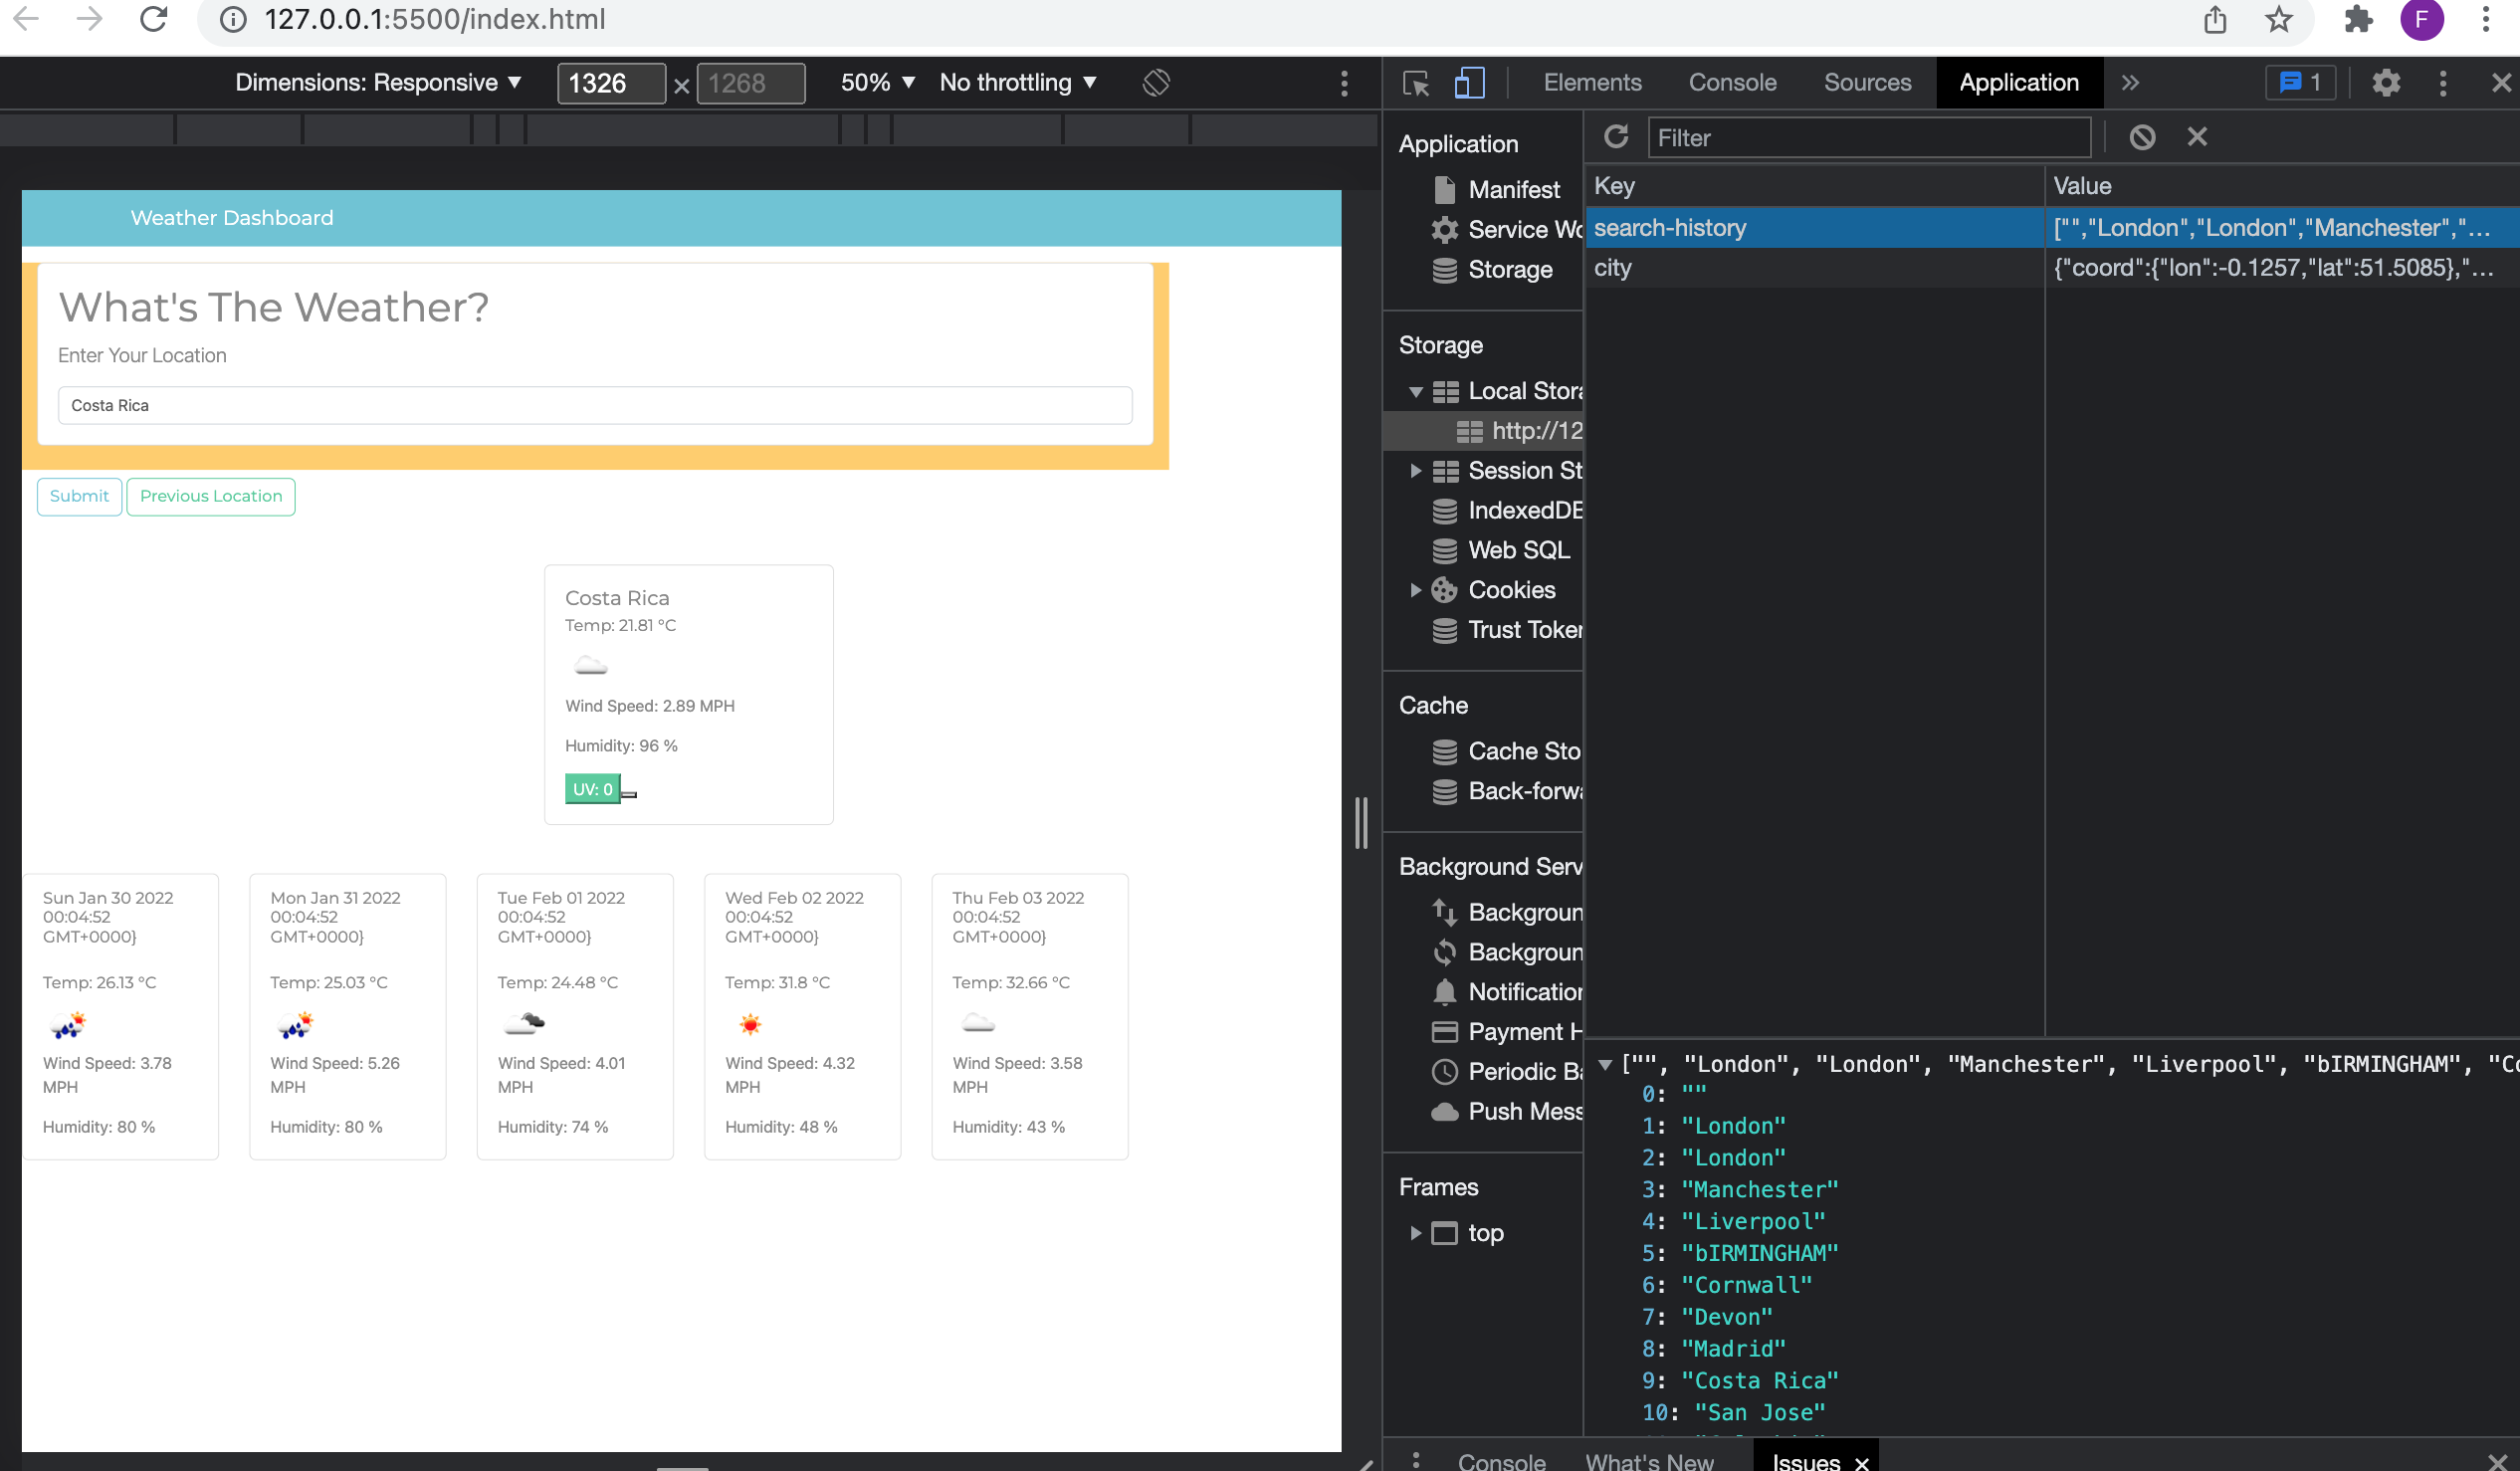 127.0.0.1:5500/index.html
F
Dimensions: Responsive 1326 × 1268 50% No throttling
Elements Console Sources Application 1
Weather Dashboard
What's The Weather?
Enter Your Location
Costa Rica
Submit Previous Location
Costa Rica
Temp: 21.81 °C
Wind Speed: 2.89 MPH
Humidity: 96 %
UV: 0
Sun Jan 30 2022
00:04:52
GMT+0000}
Temp: 26.13 °C
Wind Speed: 3.78
MPH
Humidity: 80 %
Mon Jan 31 2022
00:04:52
GMT+0000}
Temp: 25.03 °C
Wind Speed: 5.26
MPH
Humidity: 80 %
Tue Feb 01 2022
00:04:52
GMT+0000}
Temp: 24.48 °C
Wind Speed: 4.01
MPH
Humidity: 74 %
Wed Feb 02 2022
00:04:52
GMT+0000}
Temp: 31.8 °C
Wind Speed: 4.32
MPH
Humidity: 48 %
Thu Feb 03 2022
00:04:52
GMT+0000}
Temp: 32.66 °C
Wind Speed: 3.58
MPH
Humidity: 43 %
Application
Manifest
Service Wo
Storage
Storage
Local Stora
http://12
Session St
IndexedDB
Web SQL
Cookies
Trust Token
Cache
Cache Sto
Back-forwa
Background Serv
Backgroun
Backgroun
Notification
Payment H
Periodic Ba
Push Mess
Frames
top
Filter
Key Value
search-history ["","London","London","Manchester","…
city {"coord":{"lon":-0.1257,"lat":51.5085},"…
["", "London", "London", "Manchester", "Liverpool", "bIRMINGHAM", "Co
0: ""
1: "London"
2: "London"
3: "Manchester"
4: "Liverpool"
5: "bIRMINGHAM"
6: "Cornwall"
7: "Devon"
8: "Madrid"
9: "Costa Rica"
10: "San Jose"
Console What's New Issues